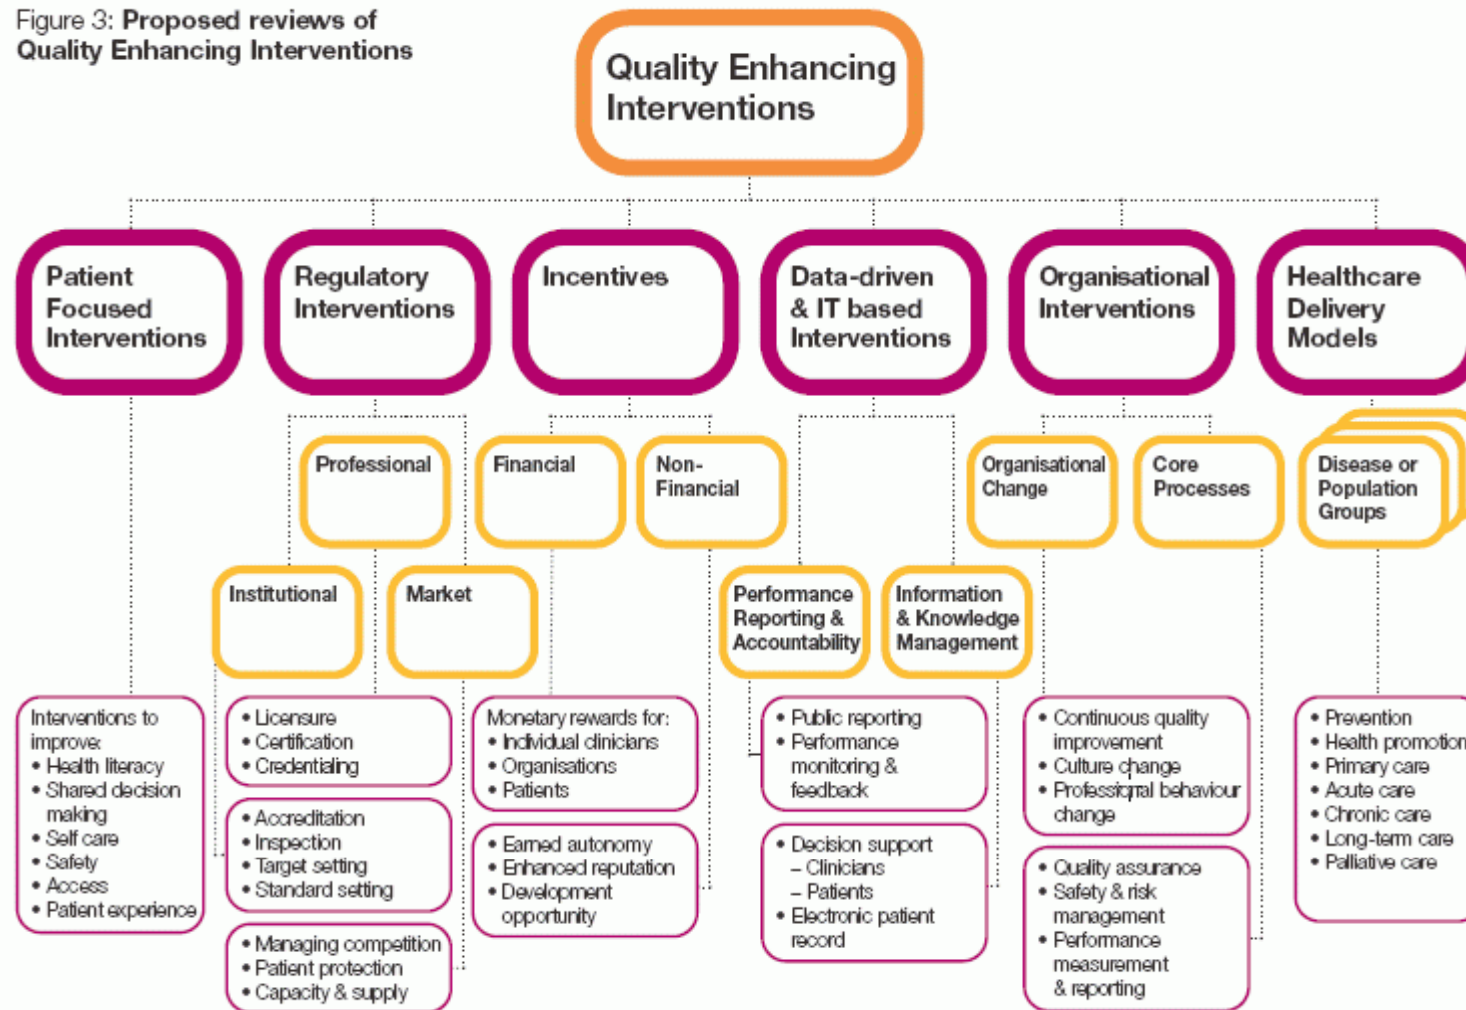 Figure 3: Proposed reviews of
Quality Enhancing Interventions
Quality Enhancing
Interventions
Patient
Focused
Interventions
Regulatory
Interventions
Incentives
Data-driven
& IT based
Interventions
Organisational
Interventions
Healthcare
Delivery
Models
Professional
Financial
Non-
Financial
Organisational
Change
Core
Processes
Disease or
Population
Groups
Institutional
Market
Performance
Reporting &
Accountability
Information
& Knowledge
Management
Interventions to
improve:
• Health literacy
• Shared decision
making
• Self care
• Safety
• Access
• Patient experience
• Licensure
• Certification
• Credentialing
• Accreditation
• Inspection
• Target setting
• Standard setting
• Managing competition
• Patient protection
• Capacity & supply
Monetary rewards for:
• Individual clinicians
• Organisations
• Patients
• Earned autonomy
• Enhanced reputation
• Development
opportunity
• Public reporting
• Performance
monitoring &
feedback
• Decision support
– Clinicians
– Patients
• Electronic patient
record
• Continuous quality
improvement
• Culture change
• Professional behaviour
change
• Quality assurance
• Safety & risk
management
• Performance
measurement
& reporting
• Prevention
• Health promotion
• Primary care
• Acute care
• Chronic care
• Long-term care
• Palliative care